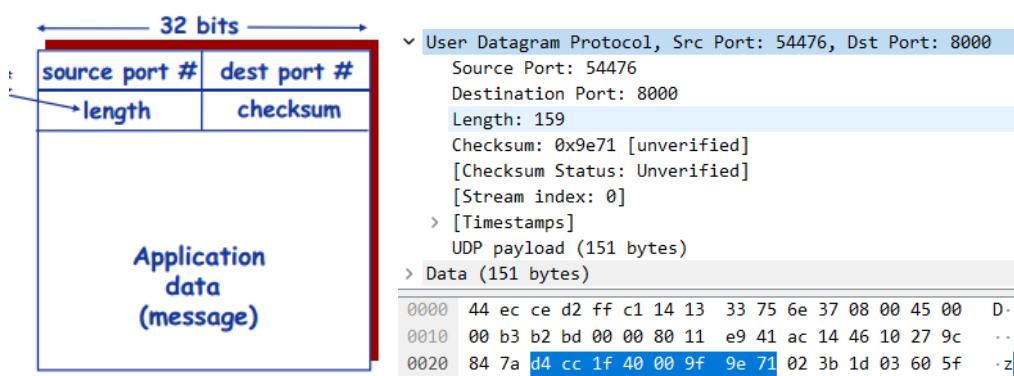 32 bits
source port # dest port #
length checksum
Application
data
(message)
User Datagram Protocol, Src Port: 54476, Dst Port: 8000
Source Port: 54476
Destination Port: 8000
Length: 159
Checksum: 0x9e71 [unverified]
[Checksum Status: Unverified]
[Stream index: 0]
> [Timestamps]
UDP payload (151 bytes)
> Data (151 bytes)
0000 44 ec ce d2 ff c1 14 13 33 75 6e 37 08 00 45 00 D·
0010 00 b3 b2 bd 00 00 80 11 e9 41 ac 14 46 10 27 9c ··
0020 84 7a d4 cc 1f 40 00 9f 9e 71 02 3b 1d 03 60 5f ·z